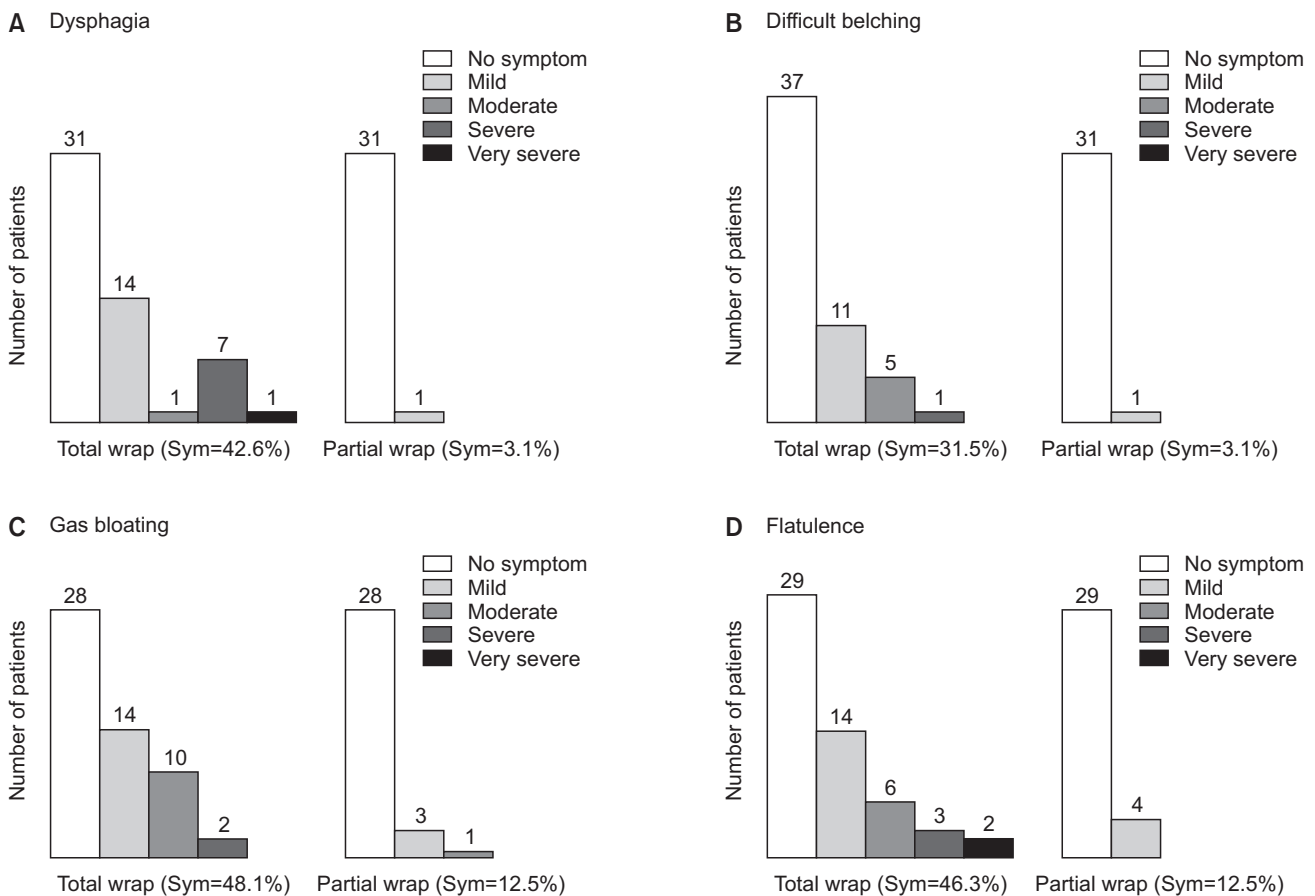 A Dysphagia
No symptom
Mild
Moderate
Severe
Very severe
31
14
1
7
1
31
1
Number of patients
Total wrap (Sym=42.6%)
Partial wrap (Sym=3.1%)
B Difficult belching
No symptom
Mild
Moderate
Severe
Very severe
37
11
5
1
31
1
Number of patients
Total wrap (Sym=31.5%)
Partial wrap (Sym=3.1%)
C Gas bloating
No symptom
Mild
Moderate
Severe
Very severe
28
14
10
2
28
3
1
Number of patients
Total wrap (Sym=48.1%)
Partial wrap (Sym=12.5%)
D Flatulence
No symptom
Mild
Moderate
Severe
Very severe
29
14
6
3
2
29
4
Number of patients
Total wrap (Sym=46.3%)
Partial wrap (Sym=12.5%)